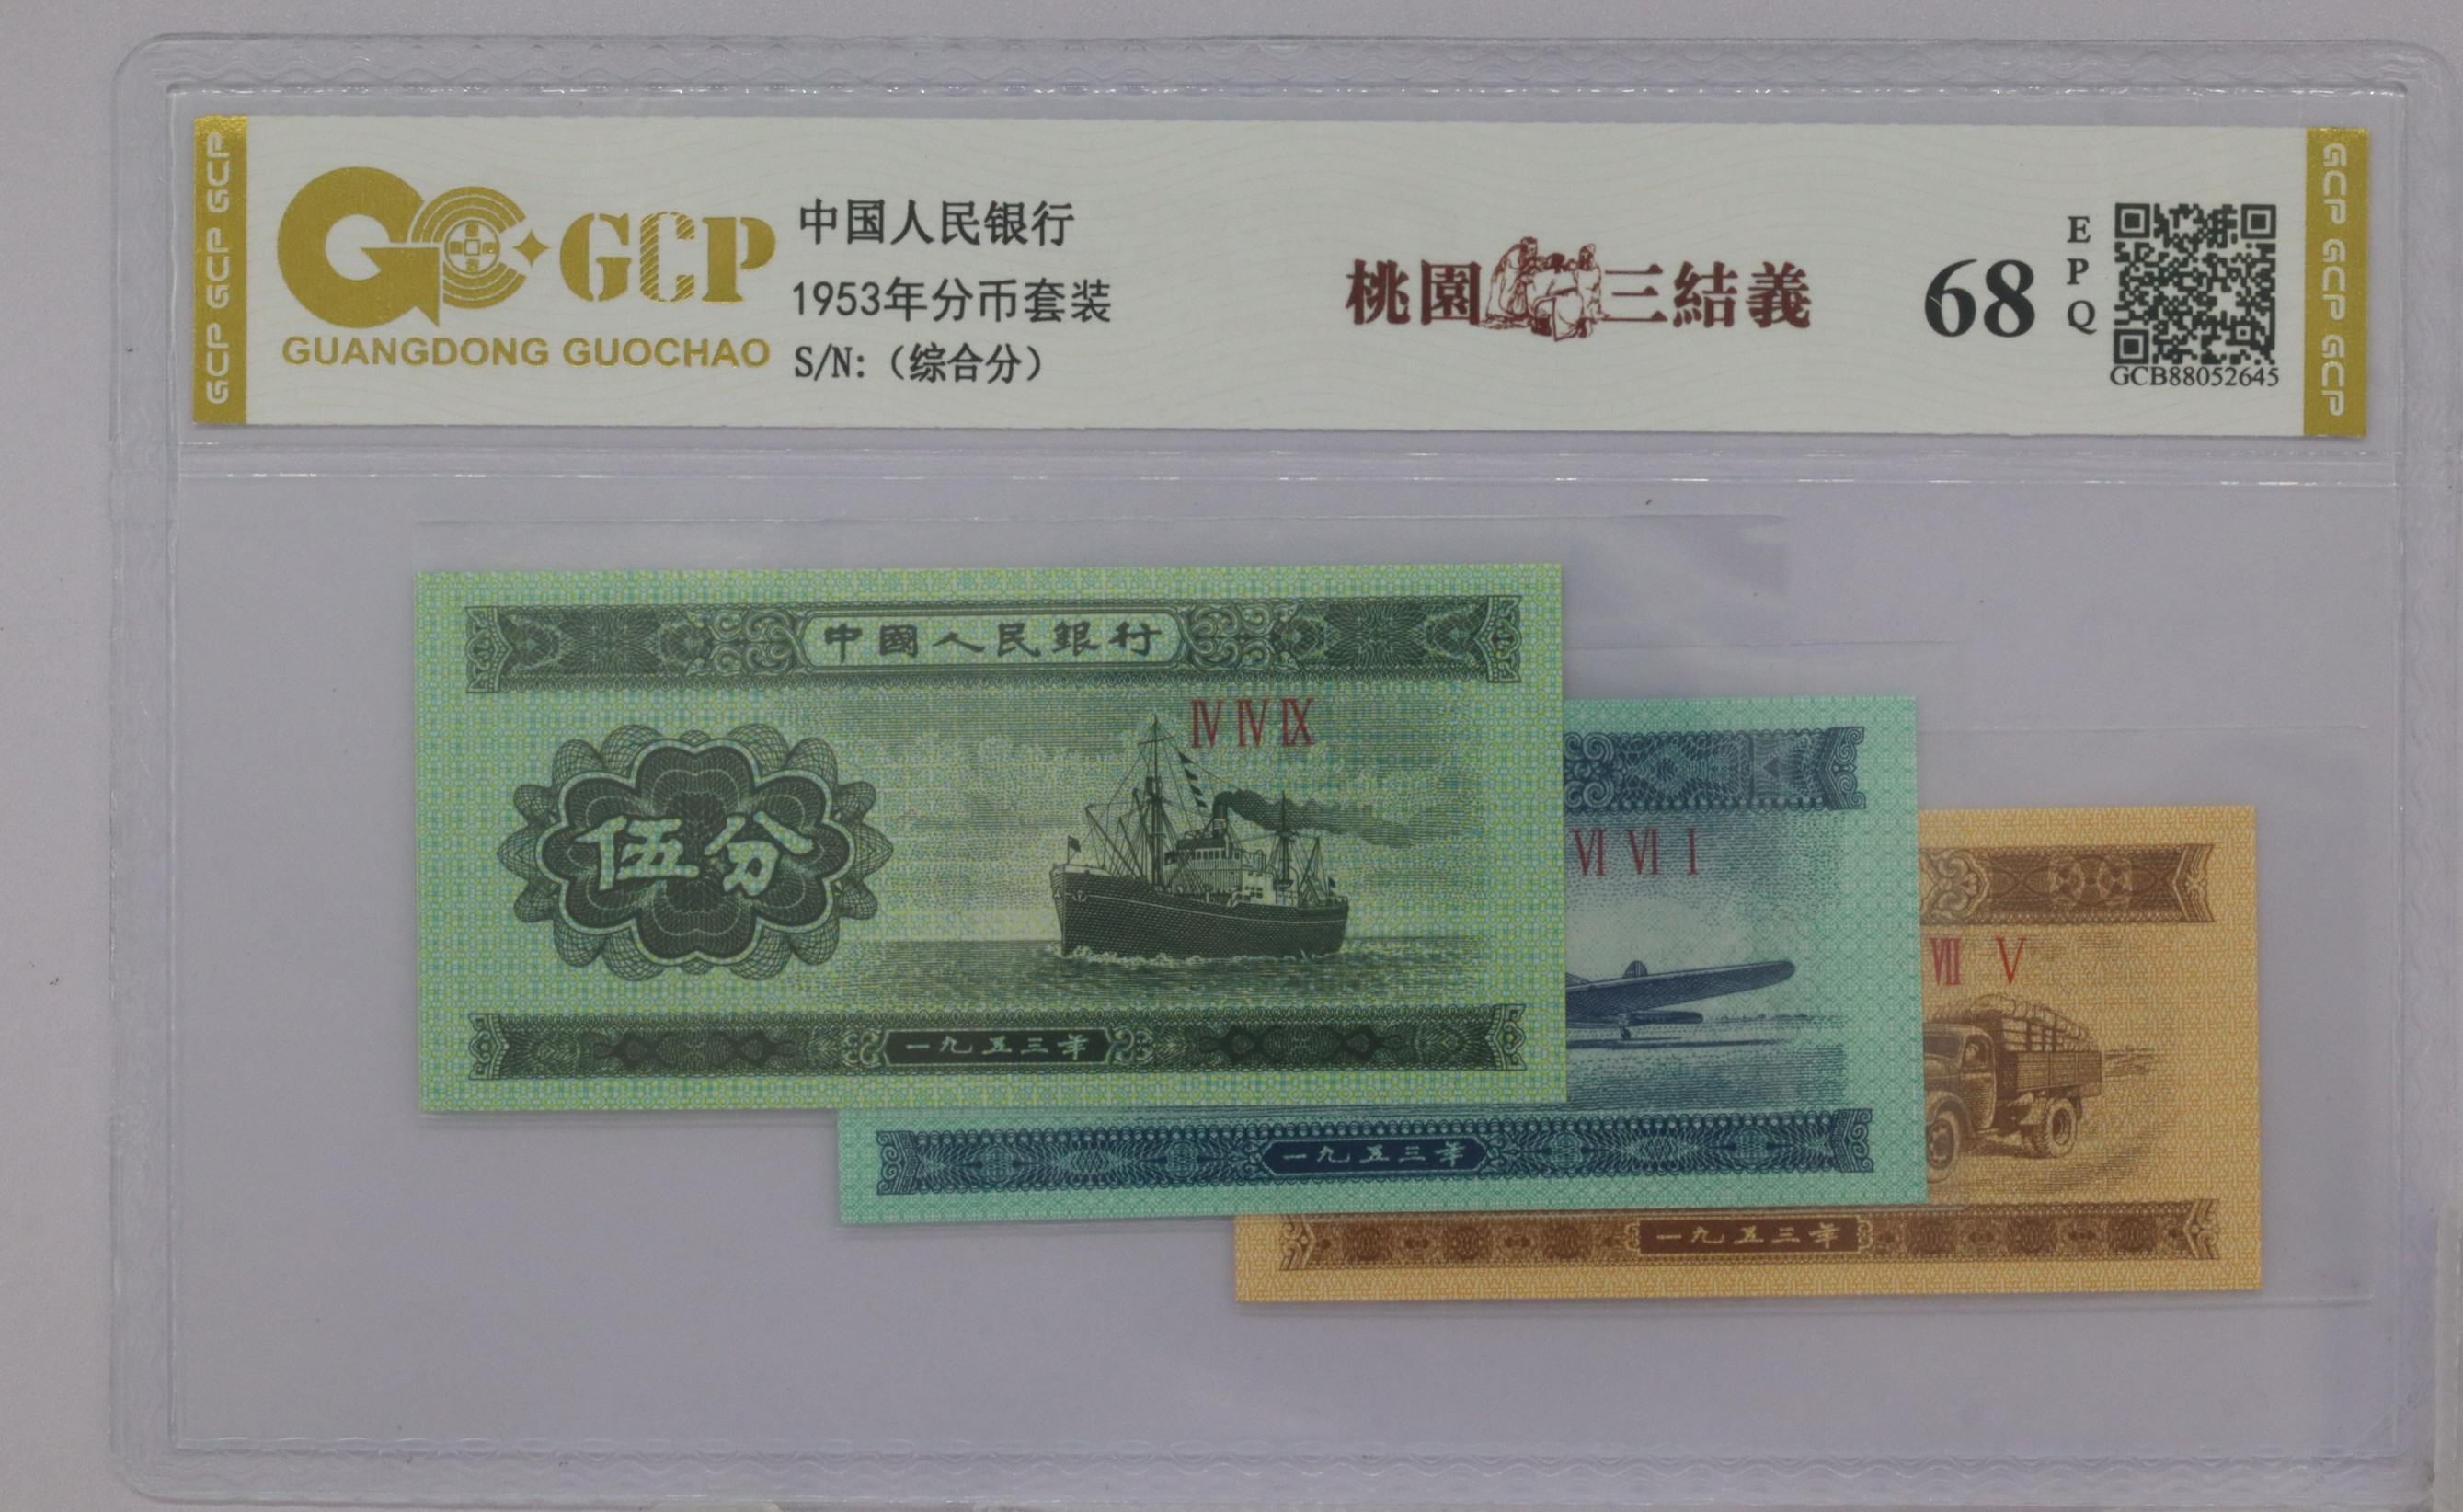 GCP GCP GCP
GCP
GUANGDONG GUOCHAO
中国人民银行
1953年分币套装
S/N:（综合分）
桃園三結義
68
EPQ
GCB88052645
GCP GCP GCP
中國人民銀行
IV IV IX
伍分
一九五三年
VI VI I
一九五三年
VII V
一九五三年